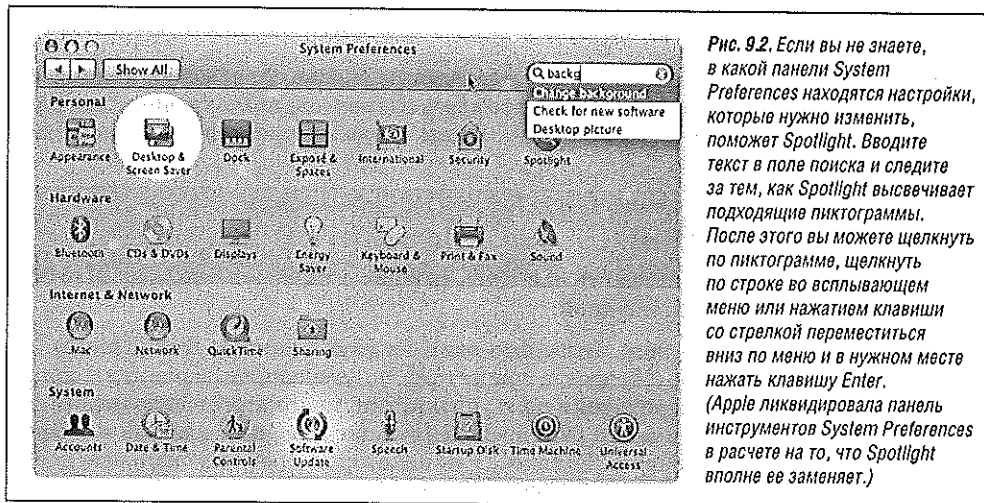 System Preferences
Show All
backg
Change background
Check for new software
Desktop picture
Personal
Appearance
Desktop & Screen Saver
Dock
Exposé & Spaces
International
Security
Spotlight
Hardware
Bluetooth
CDs & DVDs
Displays
Energy Saver
Keyboard & Mouse
Print & Fax
Sound
Internet & Network
.Mac
Network
QuickTime
Sharing
System
Accounts
Date & Time
Parental Controls
Software Update
Speech
Startup Disk
Time Machine
Universal Access
Рис. 9.2. Если вы не знаете,
в какой панели System
Preferences находятся настройки,
которые нужно изменить,
поможет Spotlight. Вводите
текст в поле поиска и следите
за тем, как Spotlight высвечивает
подходящие пиктограммы.
После этого вы можете щелкнуть
по пиктограмме, щелкнуть
по строке во всплывающем
меню или нажатием клавиши
со стрелкой переместиться
вниз по меню и в нужном месте
нажать клавишу Enter.
(Apple ликвидировала панель
инструментов System Preferences
в расчете на то, что Spotlight
вполне ее заменяет.)